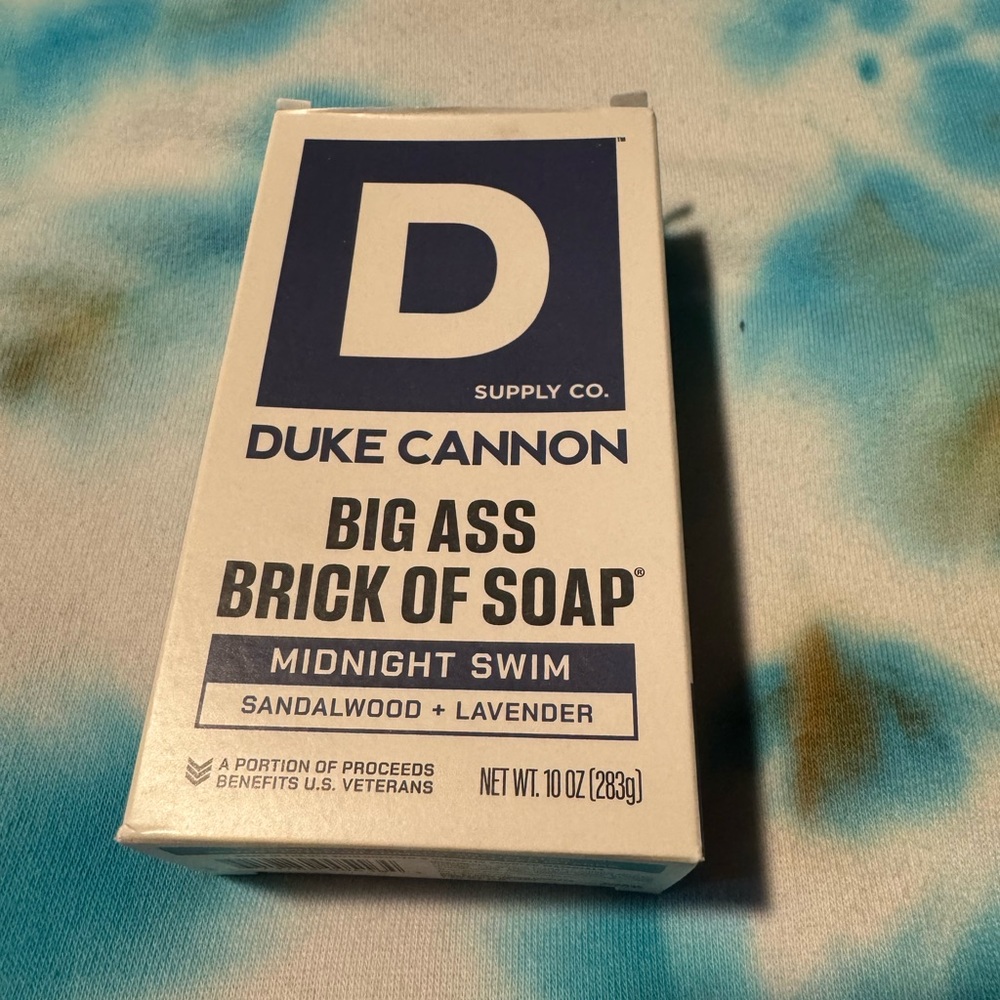 D
™
SUPPLY CO.
DUKE CANNON
BIG ASS
BRICK OF SOAP®
MIDNIGHT SWIM
SANDALWOOD + LAVENDER
A PORTION OF PROCEEDS
BENEFITS U.S. VETERANS
NET WT. 10 OZ (283g)